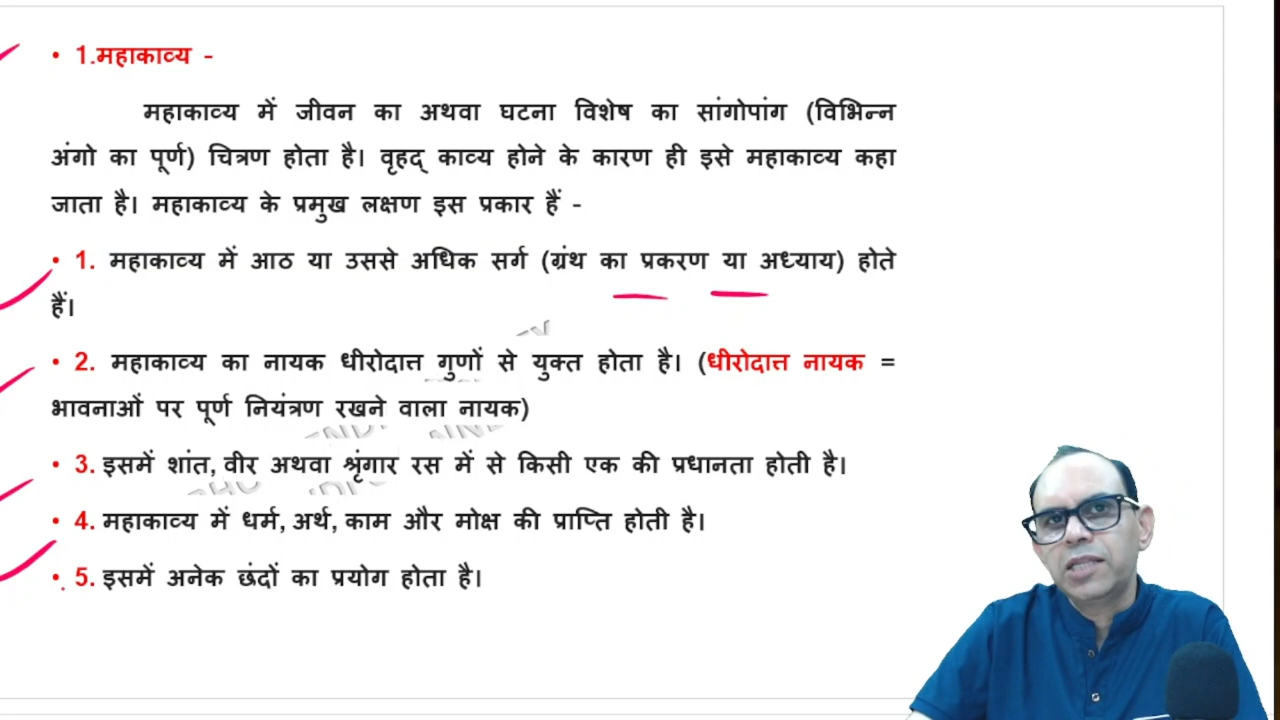 • 1.महाकाव्य -
महाकाव्य में जीवन का अथवा घटना विशेष का सांगोपांग (विभिन्न
अंगो का पूर्ण) चित्रण होता है। वृहद् काव्य होने के कारण ही इसे महाकाव्य कहा
जाता है। महाकाव्य के प्रमुख लक्षण इस प्रकार हैं -
• 1. महाकाव्य में आठ या उससे अधिक सर्ग (ग्रंथ का प्रकरण या अध्याय) होते
हैं।
• 2. महाकाव्य का नायक धीरोदात्त गुणों से युक्त होता है। (धीरोदात्त नायक =
भावनाओं पर पूर्ण नियंत्रण रखने वाला नायक)
• 3. इसमें शांत, वीर अथवा श्रृंगार रस में से किसी एक की प्रधानता होती है।
• 4. महाकाव्य में धर्म, अर्थ, काम और मोक्ष की प्राप्ति होती है।
• 5. इसमें अनेक छंदों का प्रयोग होता है।